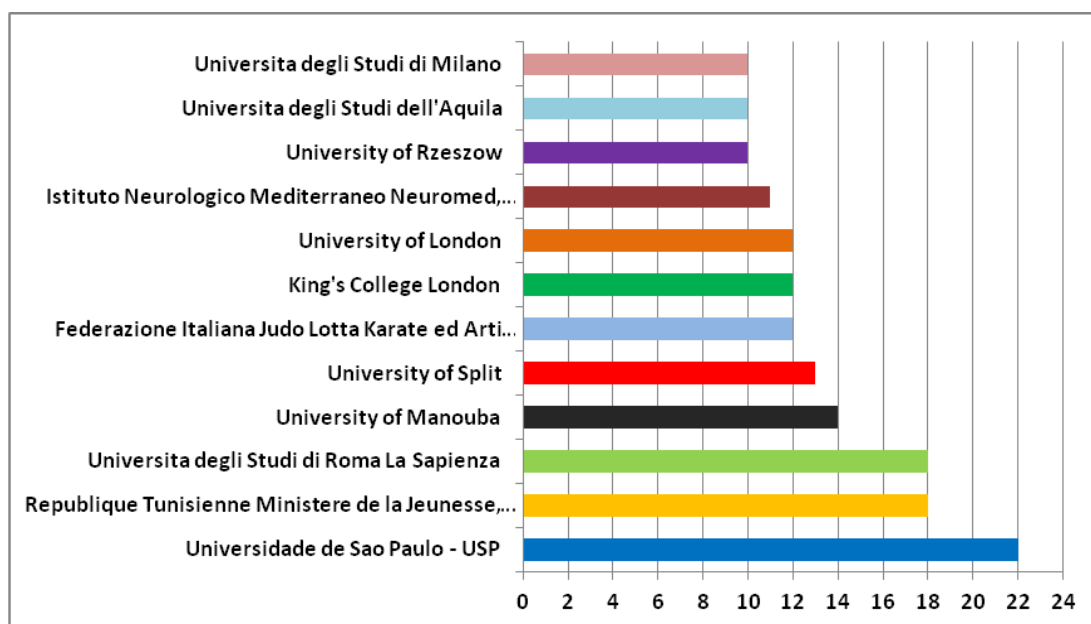 Universita degli Studi di Milano
Universita degli Studi dell'Aquila
University of Rzeszow
Istituto Neurologico Mediterraneo Neuromed,...
University of London
King's College London
Federazione Italiana Judo Lotta Karate ed Arti...
University of Split
University of Manouba
Universita degli Studi di Roma La Sapienza
Republique Tunisienne Ministere de la Jeunesse,...
Universidade de Sao Paulo - USP
0 2 4 6 8 10 12 14 16 18 20 22 24